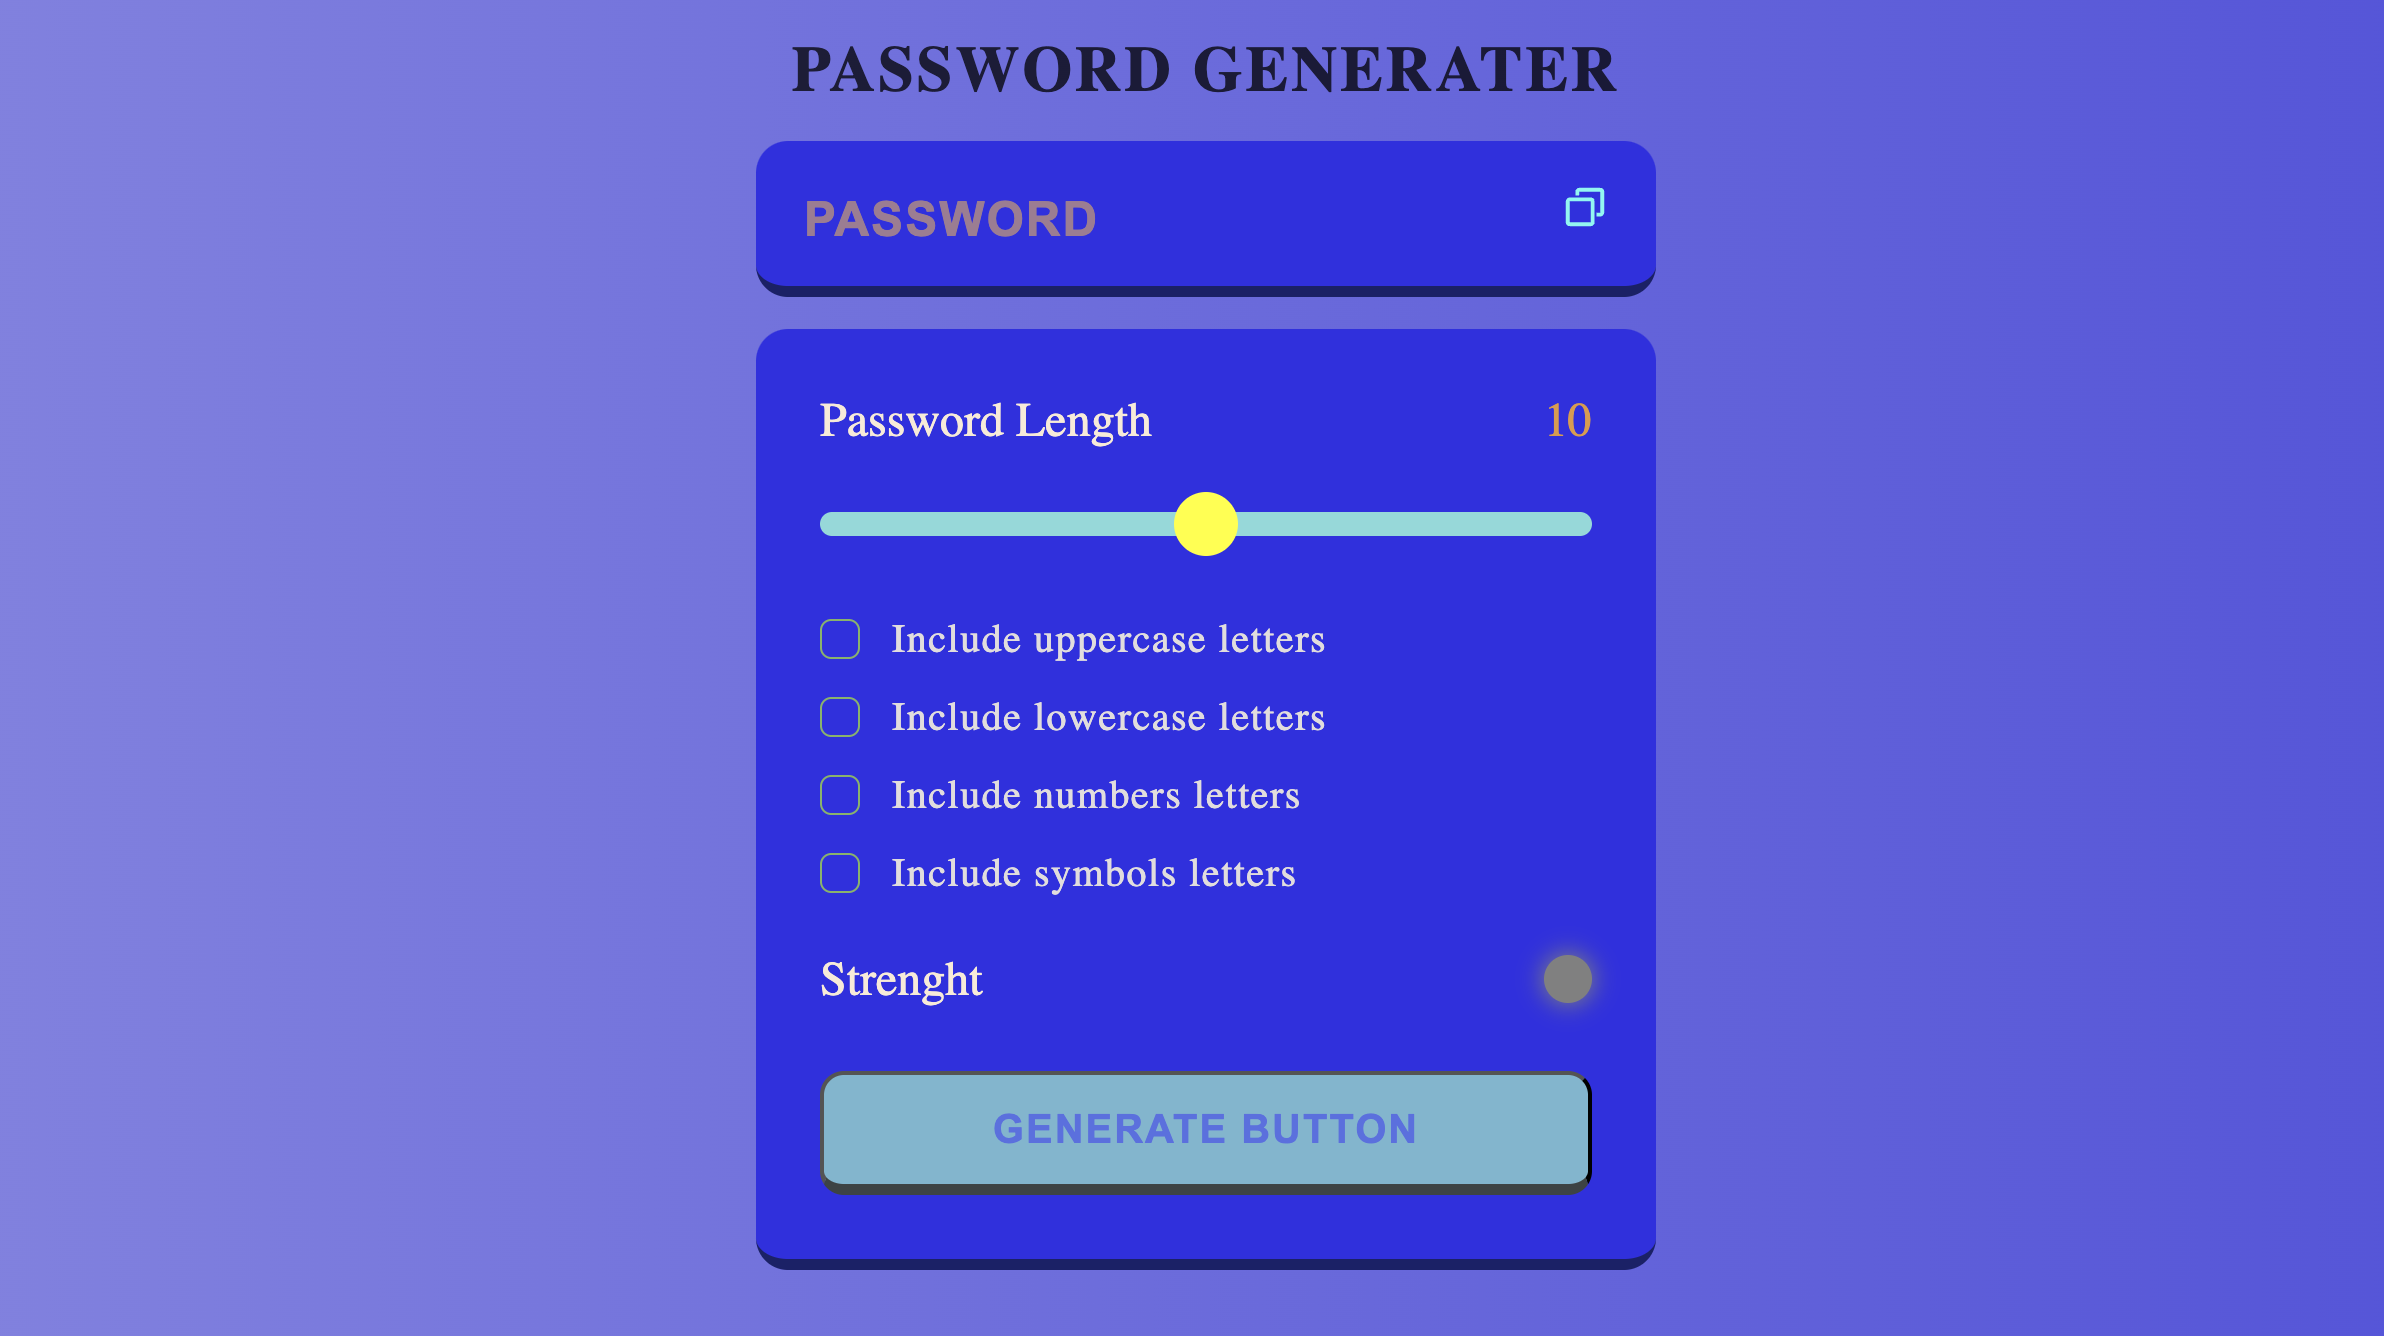 PASSWORD GENERATER
PASSWORD
Password Length 10
Include uppercase letters
Include lowercase letters
Include numbers letters
Include symbols letters
Strenght
GENERATE BUTTON